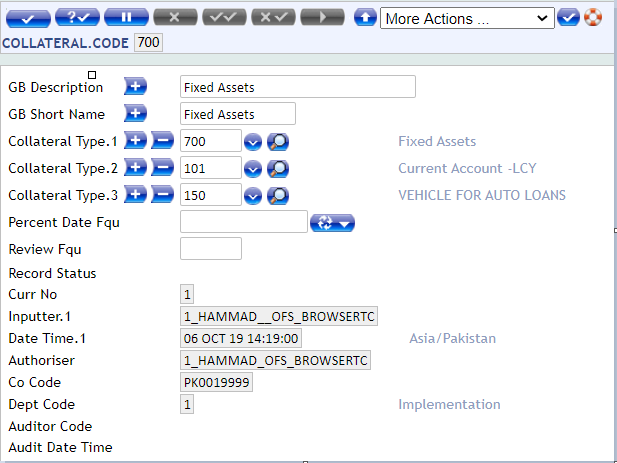 More Actions ...
COLLATERAL.CODE 700
GB Description Fixed Assets
GB Short Name Fixed Assets
Collateral Type.1 700 Fixed Assets
Collateral Type.2 101 Current Account -LCY
Collateral Type.3 150 VEHICLE FOR AUTO LOANS
Percent Date Fqu
Review Fqu
Record Status
Curr No 1
Inputter.1 1_HAMMAD__OFS_BROWSERTC
Date Time.1 06 OCT 19 14:19:00 Asia/Pakistan
Authoriser 1_HAMMAD_OFS_BROWSERTC
Co Code PK0019999
Dept Code 1 Implementation
Auditor Code
Audit Date Time